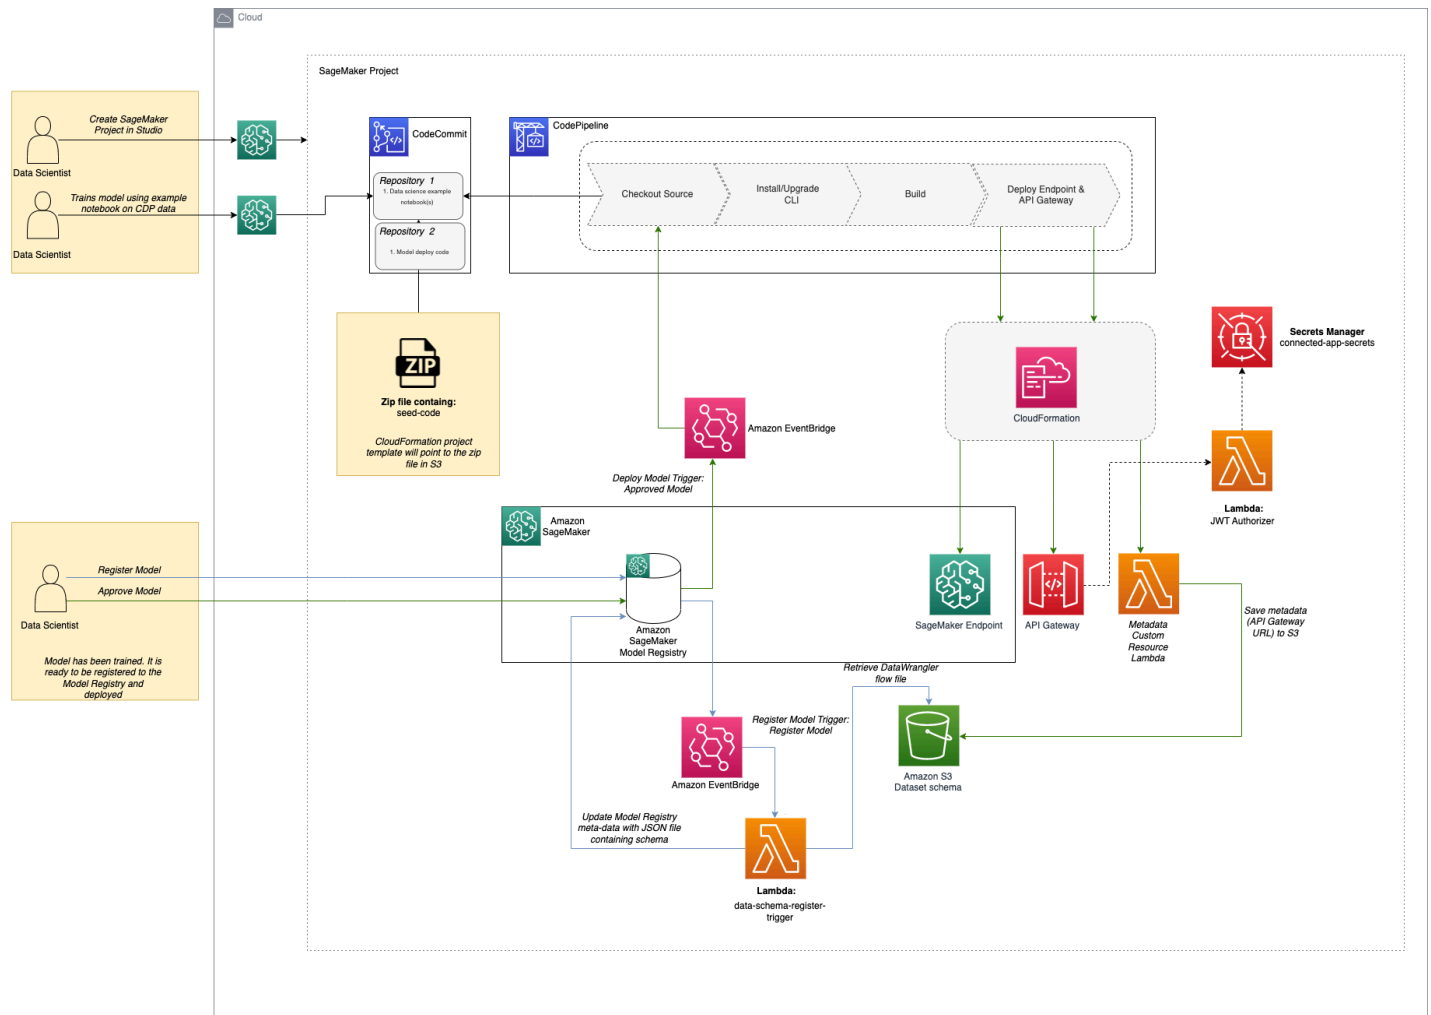 Cloud
SageMaker Project
Create SageMaker
Project in Studio
Data Scientist
Trains model using example
notebook on CDP data
Data Scientist
CodeCommit
Repository 1
1. Data science example
notebook(s)
Repository 2
1. Model deploy code
CodePipeline
Checkout Source
Install/Upgrade
CLI
Build
Deploy Endpoint &
API Gateway
ZIP
Zip file containg:
seed-code
CloudFormation project
template will point to the zip
file in S3
Amazon EventBridge
Deploy Model Trigger:
Approved Model
CloudFormation
Secrets Manager
connected-app-secrets
Lambda:
JWT Authorizer
Amazon
SageMaker
Register Model
Approve Model
Data Scientist
Model has been trained. It is
ready to be registered to the
Model Registry and
deployed
Amazon
SageMaker
Model Regsistry
SageMaker Endpoint
API Gateway
Metadata
Custom
Resource
Lambda
Save metadata
(API Gateway
URL) to S3
Retrieve DataWrangler
flow file
Register Model Trigger:
Register Model
Amazon EventBridge
Amazon S3
Dataset schema
Update Model Registry
meta-data with JSON file
containing schema
Lambda:
data-schema-register-
trigger